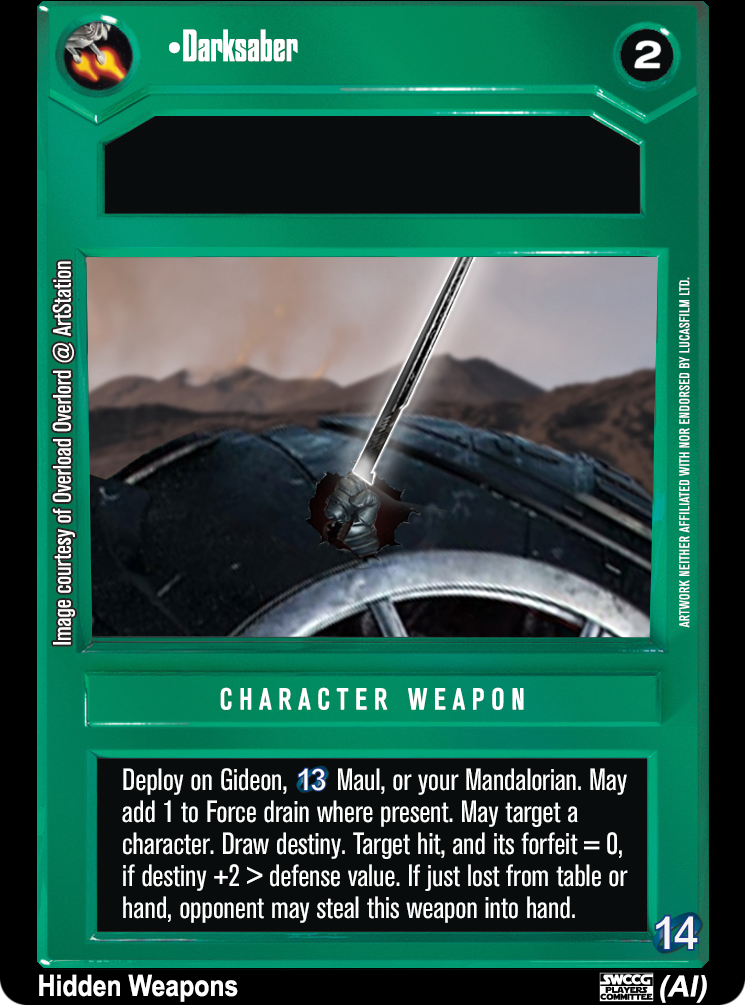 •Darksaber
2
Image courtesy of Overload Overlord @ ArtStation
ARTWORK NEITHER AFFILIATED WITH NOR ENDORSED BY LUCASFILM LTD.
CHARACTER WEAPON
Deploy on Gideon, 13 Maul, or your Mandalorian. May
add 1 to Force drain where present. May target a
character. Draw destiny. Target hit, and its forfeit = 0,
if destiny +2 > defense value. If just lost from table or
hand, opponent may steal this weapon into hand.
14
Hidden Weapons
SWCCG
PLAYERS
COMMITTEE
(AI)